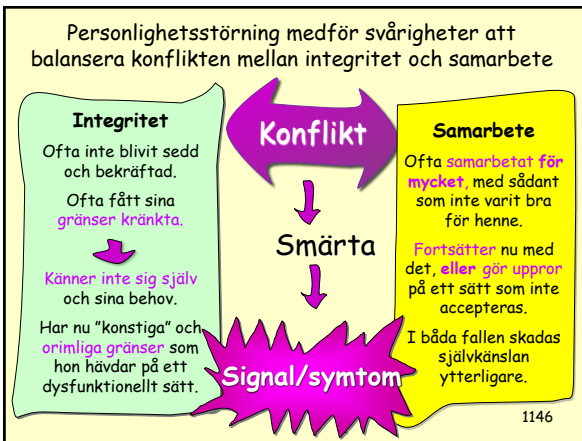 Personlighetsstörning medför svårigheter att
balansera konflikten mellan integritet och samarbete
Integritet
Ofta inte blivit sedd
och bekräftad.
Ofta fått sina
gränser kränkta.
Känner inte sig själv
och sina behov.
Har nu "konstiga" och
orimliga gränser som
hon hävdar på ett
dysfunktionellt sätt.
Konflikt
Smärta
Signal/symtom
Samarbete
Ofta samarbetat för
mycket, med sådant
som inte varit bra
för henne.
Fortsätter nu med
det, eller gör uppror
på ett sätt som inte
accepteras.
I båda fallen skadas
självkänslan
ytterligare.
1146